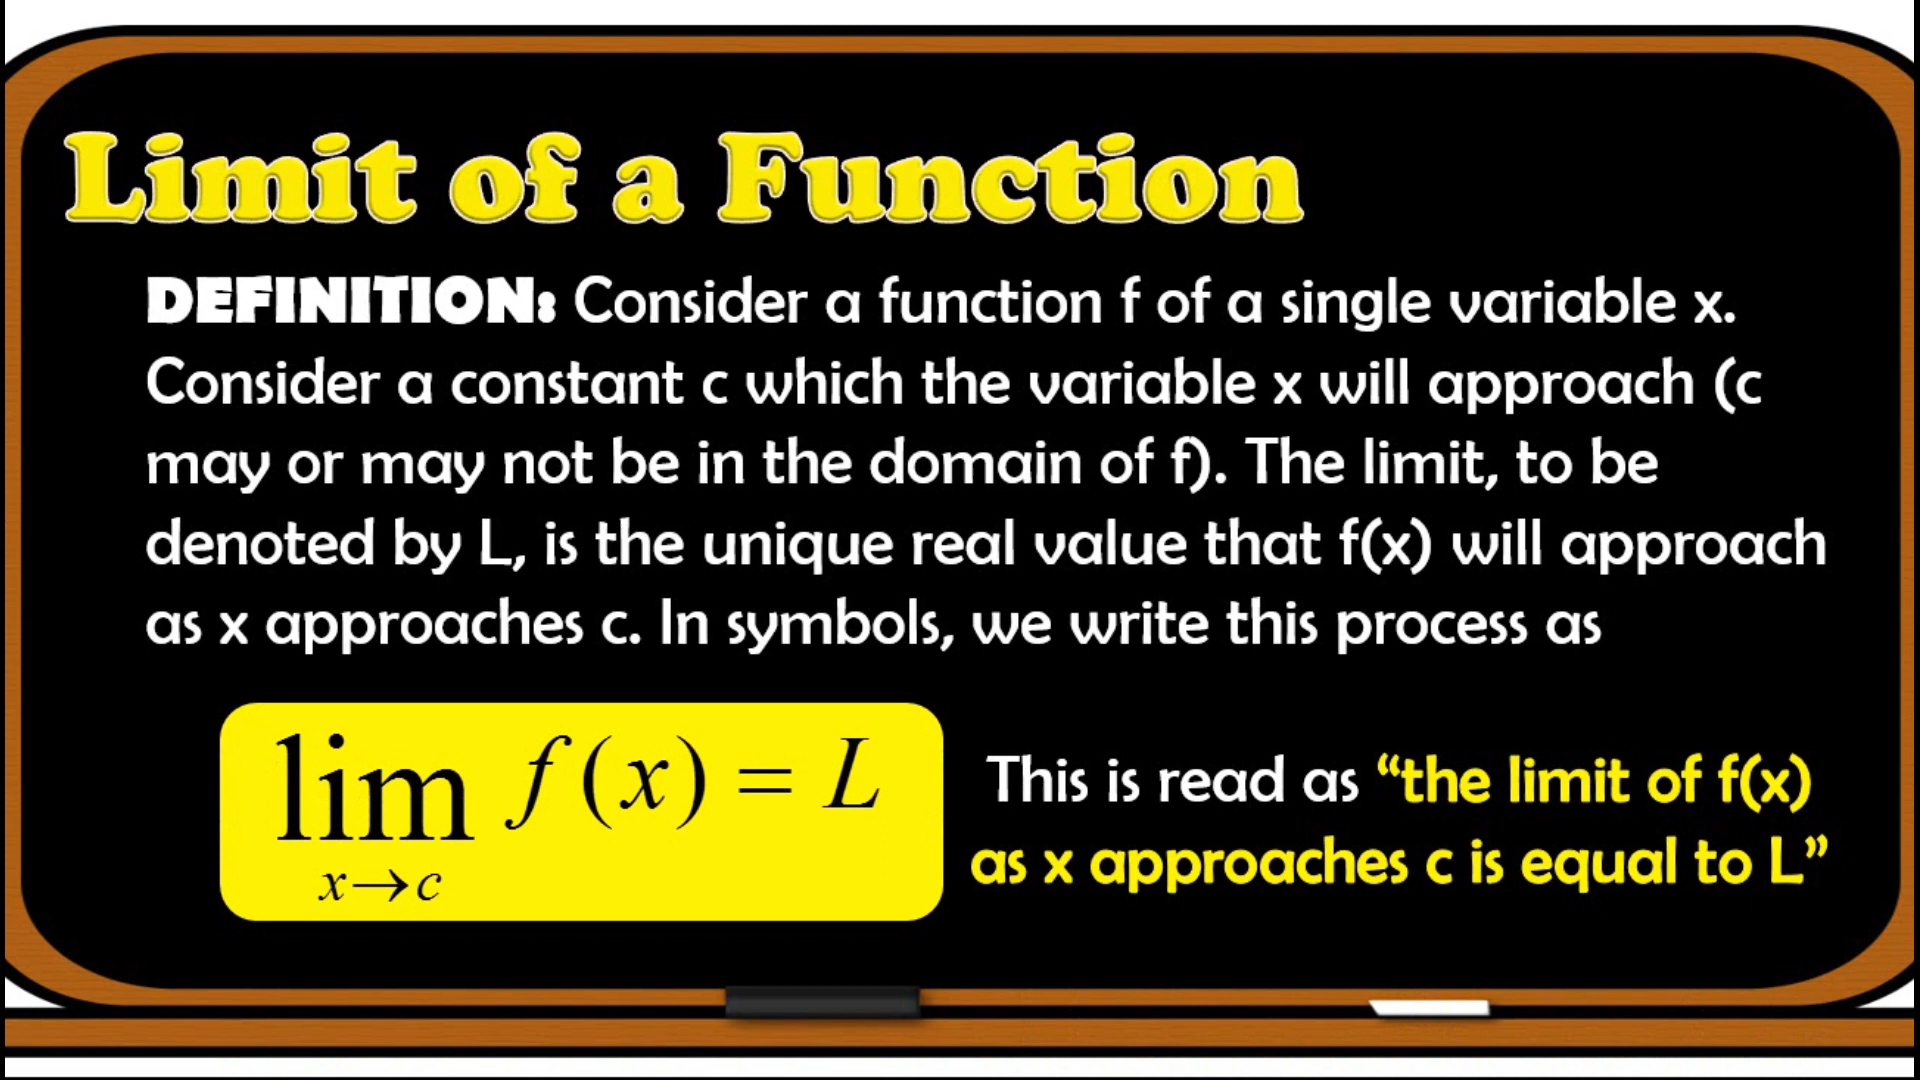 Limit of a Function
DEFINITION: Consider a function f of a single variable x.
Consider a constant c which the variable x will approach (c
may or may not be in the domain of f). The limit, to be
denoted by L, is the unique real value that f(x) will approach
as x approaches c. In symbols, we write this process as
lim f(x) = L
x→c
This is read as “the limit of f(x)
as x approaches c is equal to L”